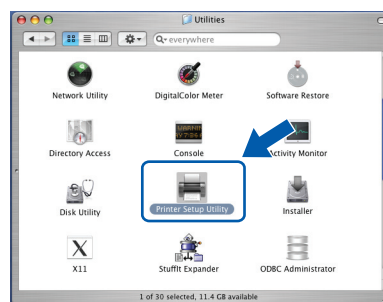 Utilities
everywhere
Network Utility
DigitalColor Meter
Software Restore
Directory Access
Console
Activity Monitor
Disk Utility
Printer Setup Utility
Installer
X11
StuffIt Expander
ODBC Administrator
1 of 30 selected, 11.4 GB available